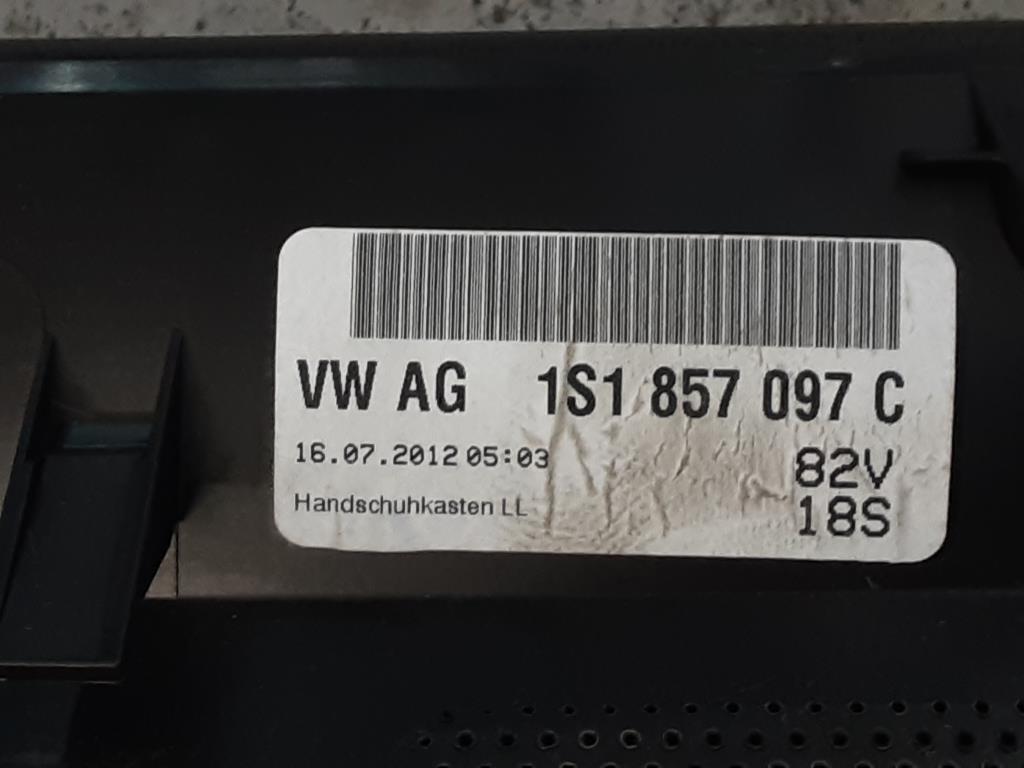 VW AG 1S1 857 097 C
16.07.2012 05:03 82V
Handschuhkasten LL 18S